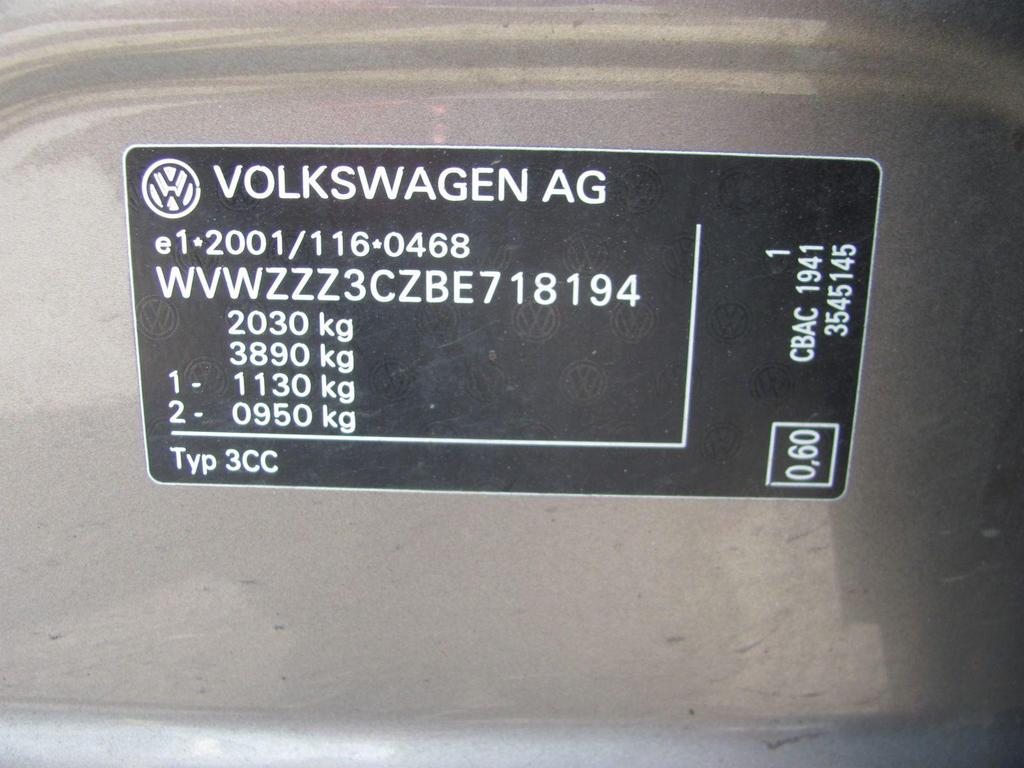 VOLKSWAGEN AG
e1*2001/116*0468
WVWZZZ3CZBE718194
2030 kg
3890 kg
1 - 1130 kg
2 - 0950 kg
Typ 3CC
1
CBAC 1941
3545145
0,60